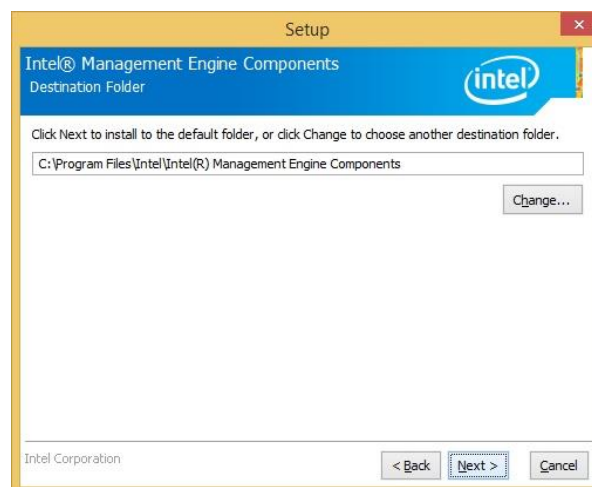 Setup
Intel® Management Engine Components
Destination Folder
intel
Click Next to install to the default folder, or click Change to choose another destination folder.
C:\Program Files\Intel\Intel(R) Management Engine Components
Change...
Intel Corporation
< Back
Next >
Cancel